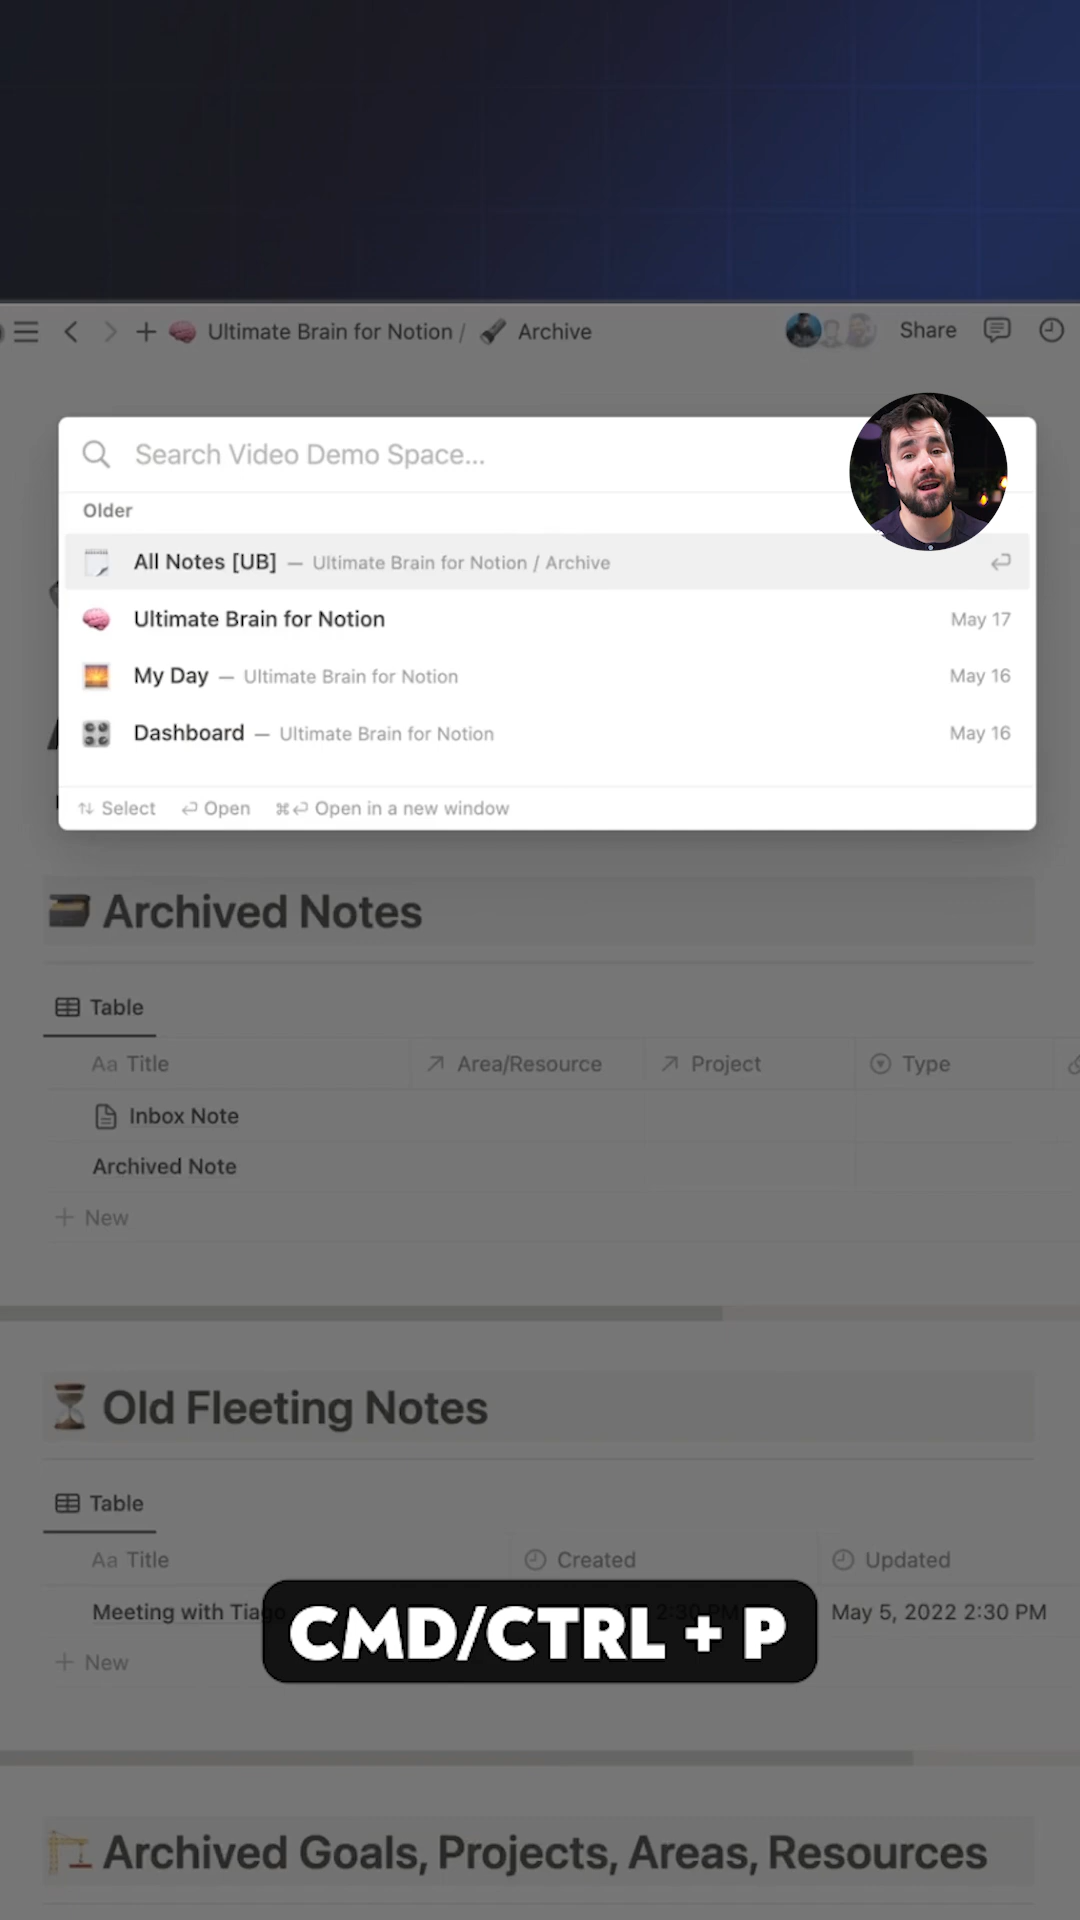 Ultimate Brain for Notion / Archive Share
Search Video Demo Space...
Older
All Notes [UB] — Ultimate Brain for Notion / Archive
Ultimate Brain for Notion May 17
My Day — Ultimate Brain for Notion May 16
Dashboard — Ultimate Brain for Notion May 16
Select Open ⌘ Open in a new window
Archived Notes
Table
Aa Title Area/Resource Project Type
Inbox Note
Archived Note
+ New
Old Fleeting Notes
Table
Aa Title Created Updated
Meeting with Tiago 2:30 PM May 5, 2022 2:30 PM
CMD/CTRL + P
+ New
Archived Goals, Projects, Areas, Resources